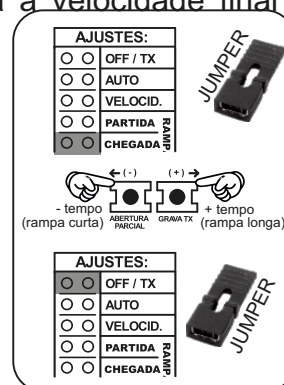 a velocidade final
AJUSTES:
OFF / TX
AUTO
VELOCID.
PARTIDA
CHEGADA
RAMP.
JUMPER
(-) (+)
- tempo
(rampa curta)
ABERTURA
PARCIAL
GRAVA TX
+ tempo
(rampa longa)
AJUSTES:
OFF / TX
AUTO
VELOCID.
PARTIDA
CHEGADA
RAMP.
JUMPER